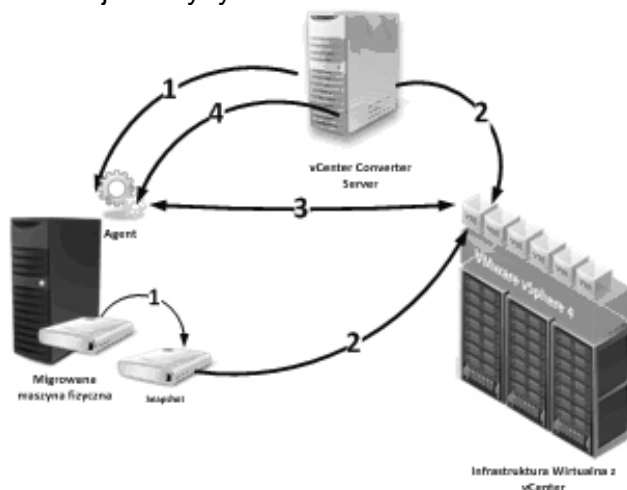 1
4
2
vCenter Converter
Server
3
Agent
VMware vSphere 4
1
2
Migrowana
maszyna fizyczna
Snapshot
Infrastruktura Wirtualna z
vCenter